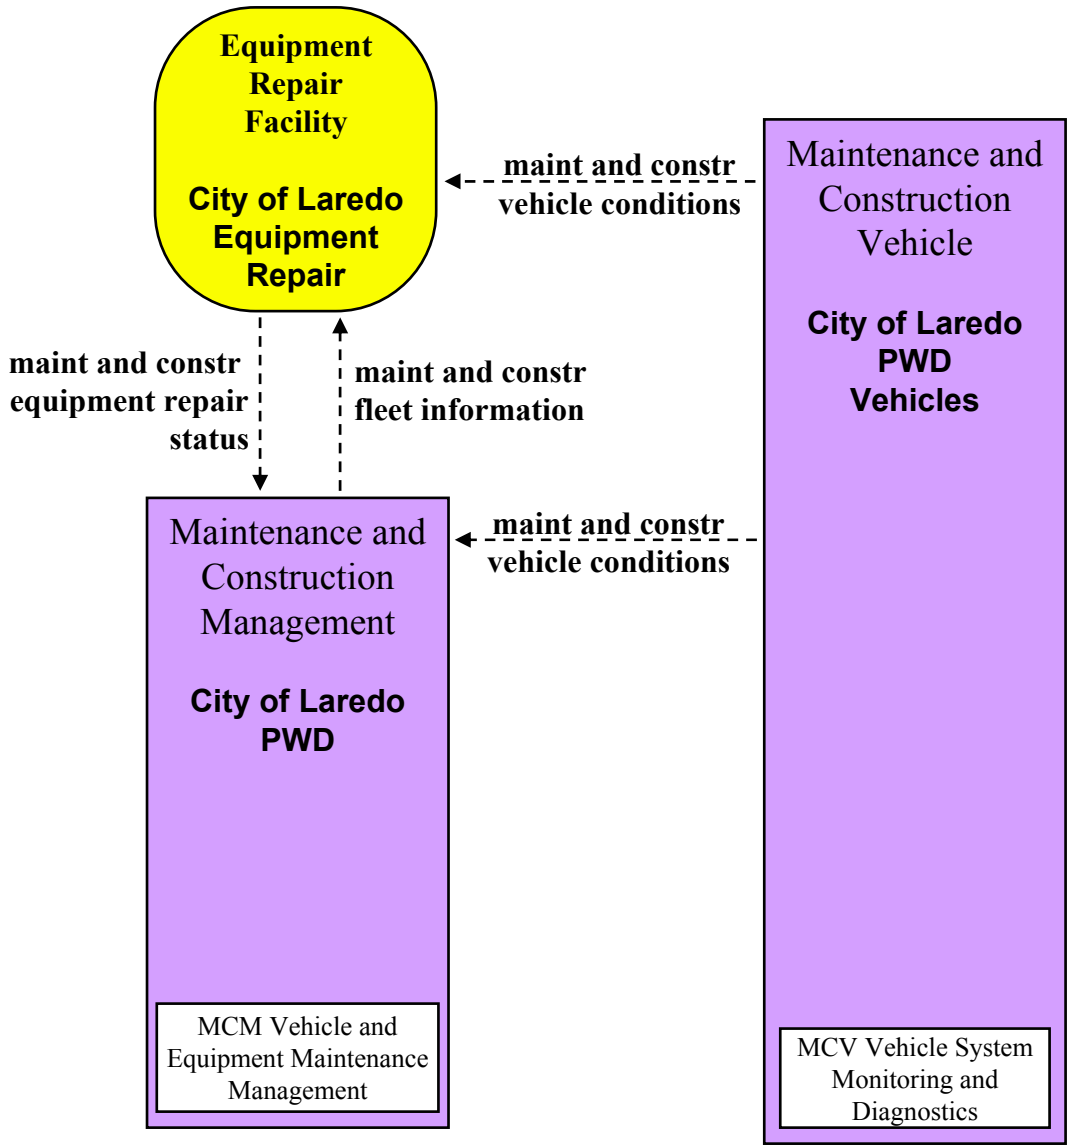 Equipment
Repair
Facility
City of Laredo
Equipment
Repair
maint and constr
vehicle conditions
Maintenance and
Construction
Vehicle
City of Laredo
PWD
Vehicles
maint and constr
equipment repair
status
maint and constr
fleet information
maint and constr
vehicle conditions
Maintenance and
Construction
Management
City of Laredo
PWD
MCM Vehicle and
Equipment Maintenance
Management
MCV Vehicle System
Monitoring and
Diagnostics